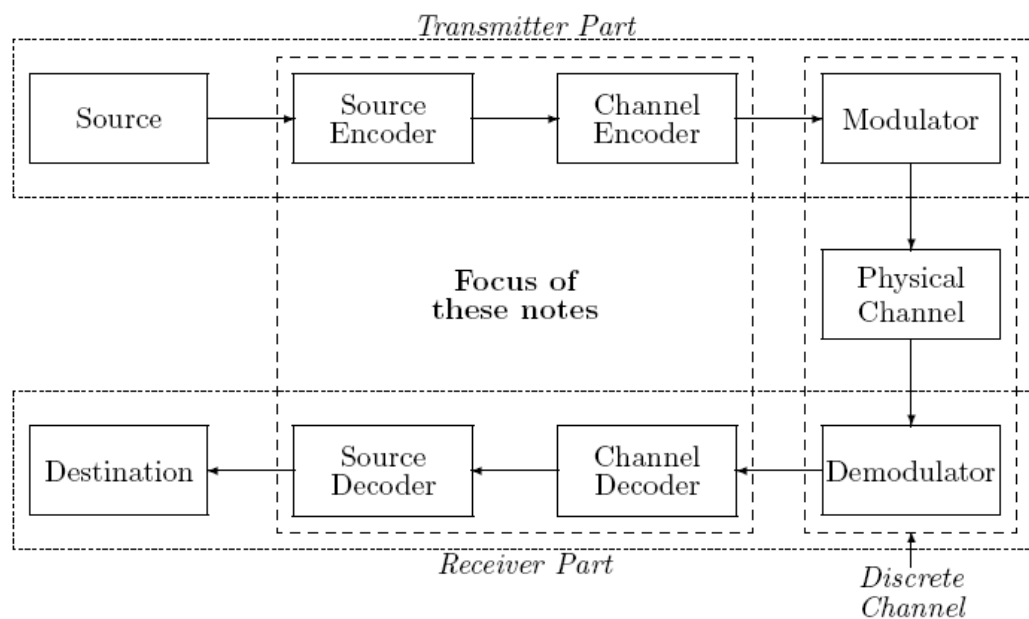 Transmitter Part
Source
Source
Encoder
Channel
Encoder
Modulator
Focus of
these notes
Physical
Channel
Destination
Source
Decoder
Channel
Decoder
Demodulator
Receiver Part
Discrete
Channel